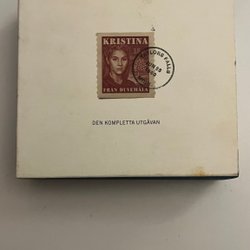 KRISTINA
FRÅN DUVEMÅLA
DEN KOMPLETTA UTGÅVAN